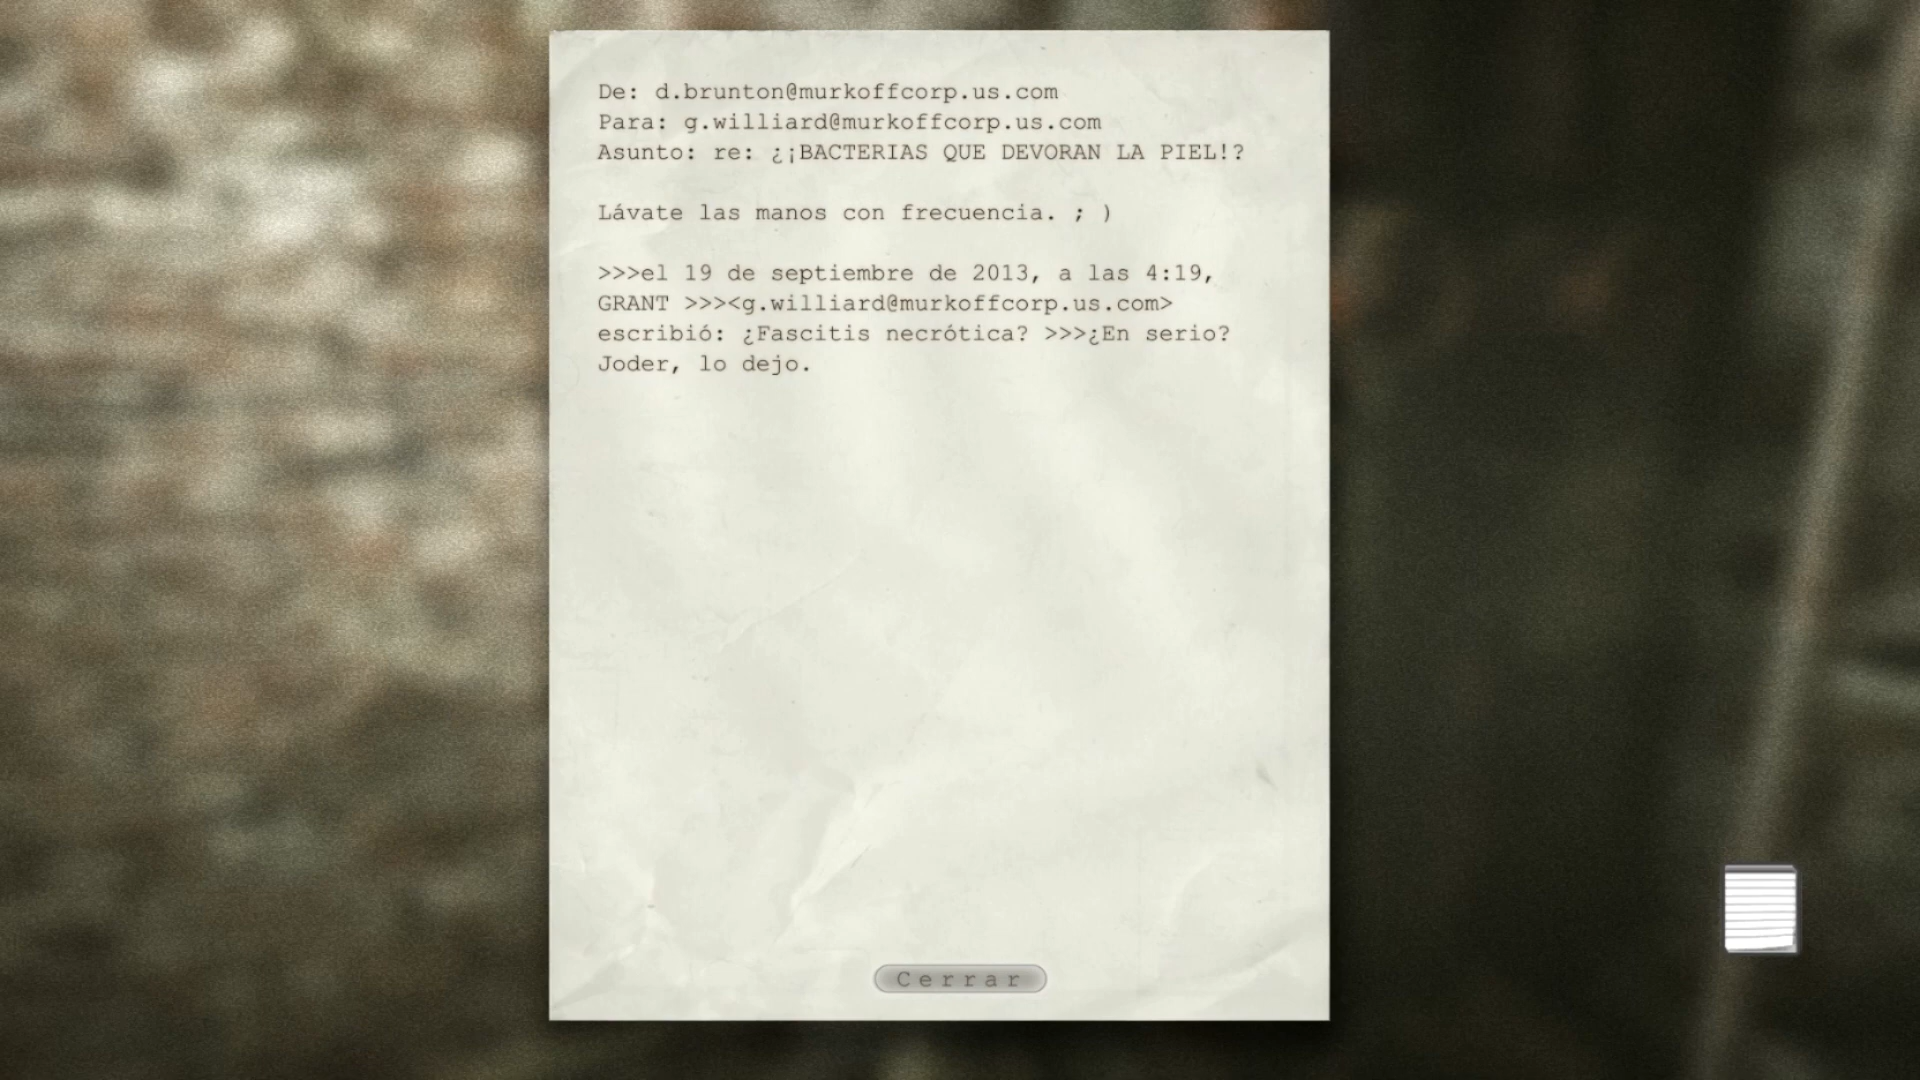 De: d.brunton@murkoffcorp.us.com
Para: g.williard@murkoffcorp.us.com
Asunto: re: ¿¡BACTERIAS QUE DEVORAN LA PIEL!?
Lávate las manos con frecuencia. ; )
>>>el 19 de septiembre de 2013, a las 4:19,
GRANT >>><g.williard@murkoffcorp.us.com>
escribió: ¿Fascitis necrótica? >>>¿En serio?
Joder, lo dejo.
Cerrar